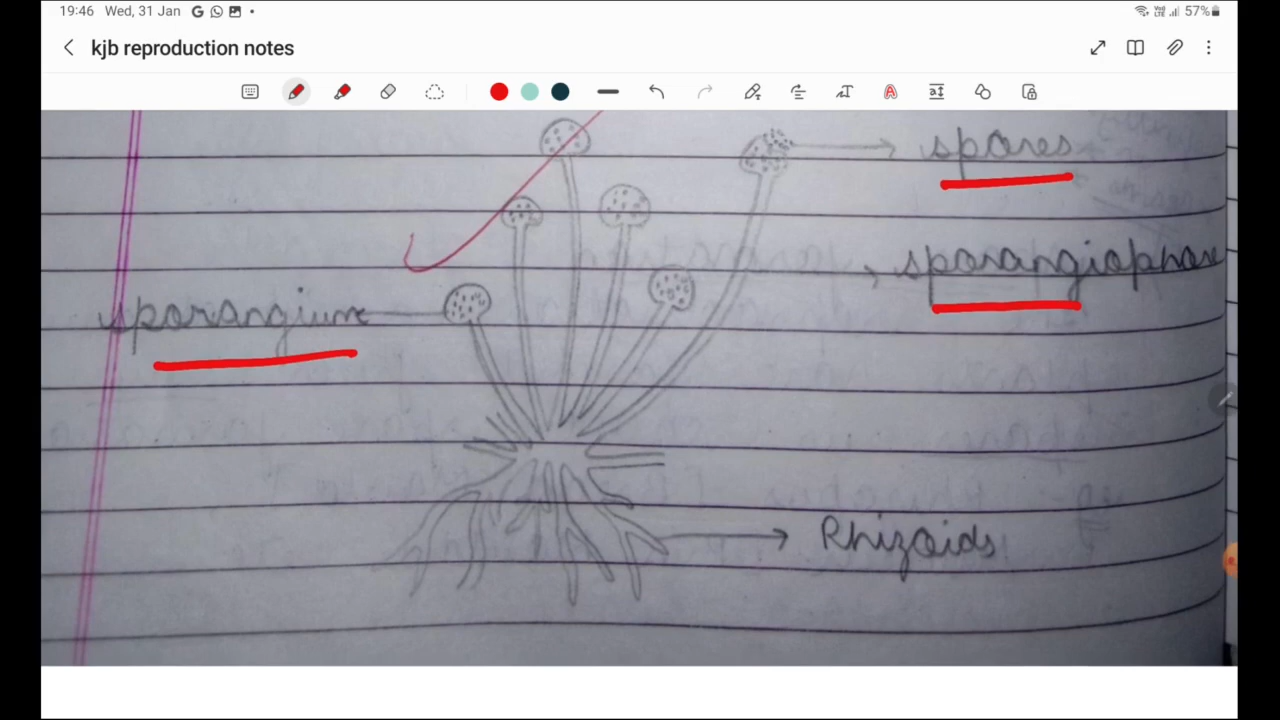 19:46 Wed, 31 Jan
57%
kjb reproduction notes
spores
sporangiophore
sporangium
Rhizoids